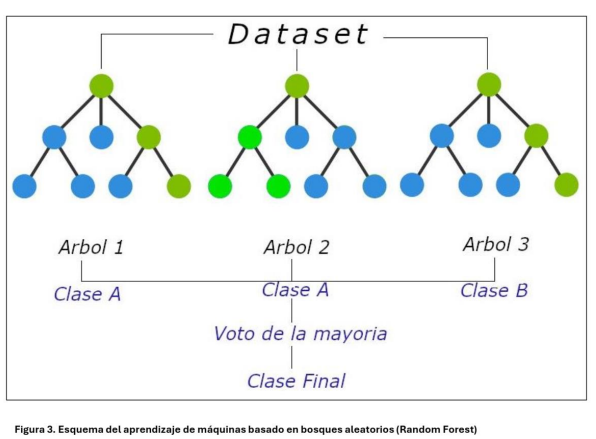 Dataset
Arbol 1
Arbol 2
Arbol 3
Clase A
Clase A
Clase B
Voto de la mayoria
Clase Final
Figura 3. Esquema del aprendizaje de máquinas basado en bosques aleatorios (Random Forest)